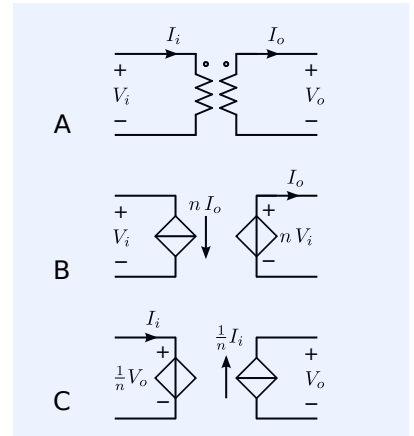 I_i I_o
+ +
A V_i V_o
− −
n I_o I_o
+ +
B V_i n V_i
− −
I_i 1/n I_i
+ +
C 1/n V_o V_o
− −